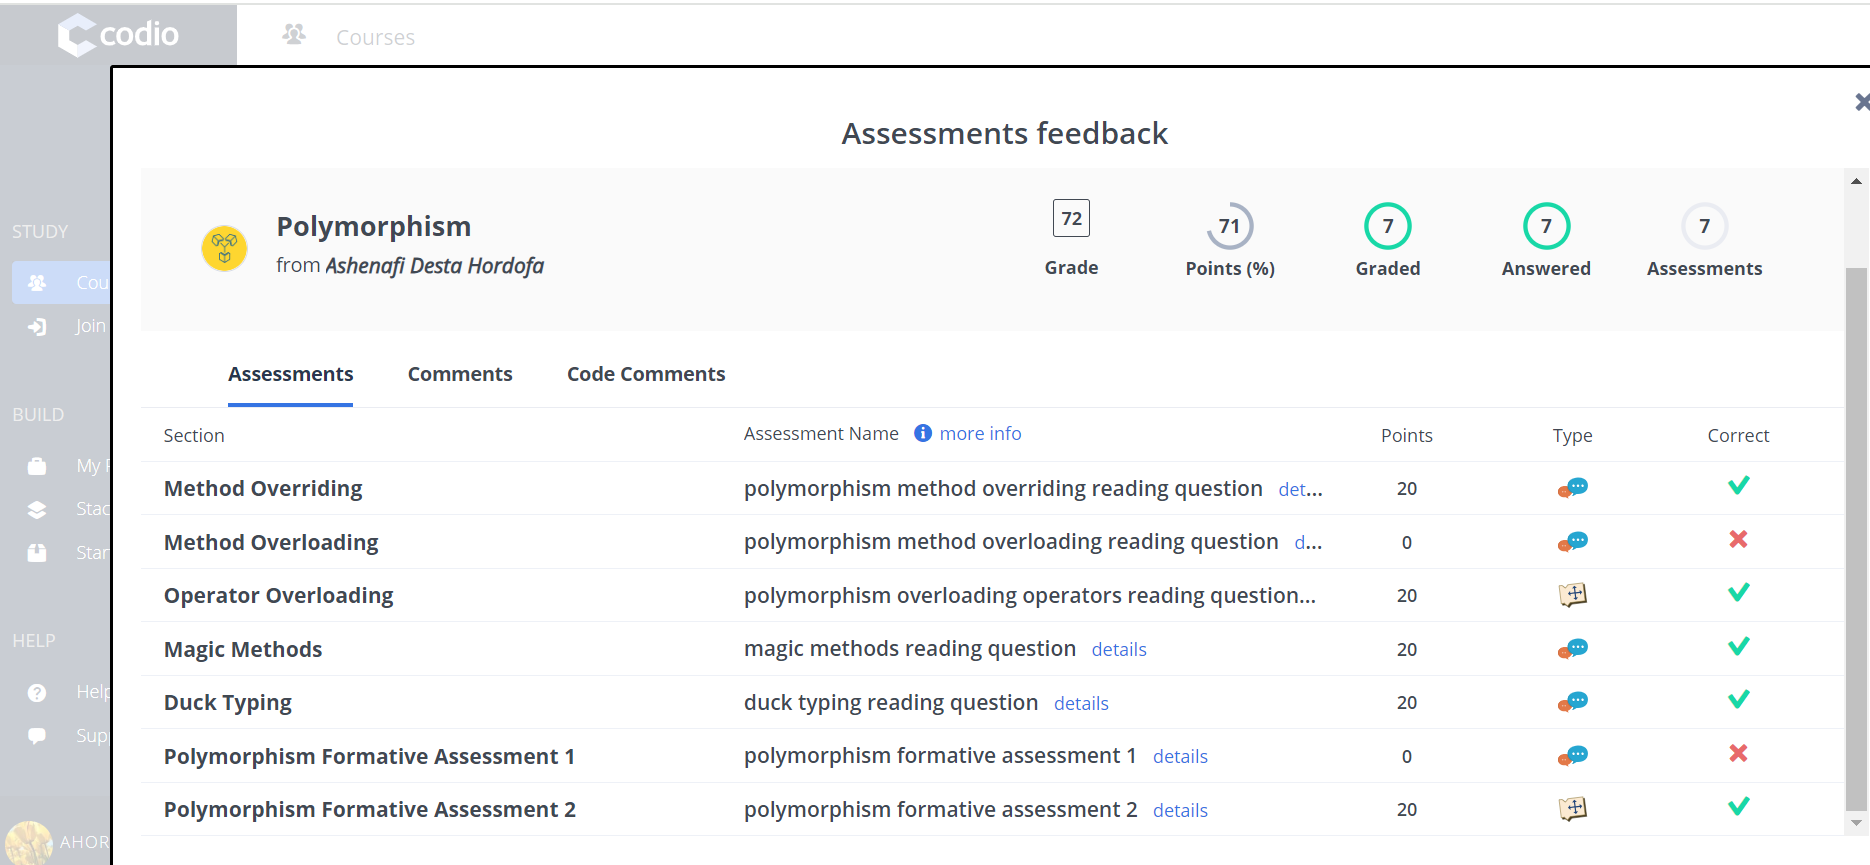 codio
Courses
Assessments feedback
STUDY
Cou
Join
BUILD
My
Stac
Star
HELP
Help
Sup
AHOR
Polymorphism
from Ashenafi Desta Hordofa
72
Grade
71
Points (%)
7
Graded
7
Answered
7
Assessments
Assessments Comments Code Comments
Section Assessment Name more info Points Type Correct
Method Overriding polymorphism method overriding reading question det... 20
Method Overloading polymorphism method overloading reading question d... 0
Operator Overloading polymorphism overloading operators reading question... 20
Magic Methods magic methods reading question details 20
Duck Typing duck typing reading question details 20
Polymorphism Formative Assessment 1 polymorphism formative assessment 1 details 0
Polymorphism Formative Assessment 2 polymorphism formative assessment 2 details 20